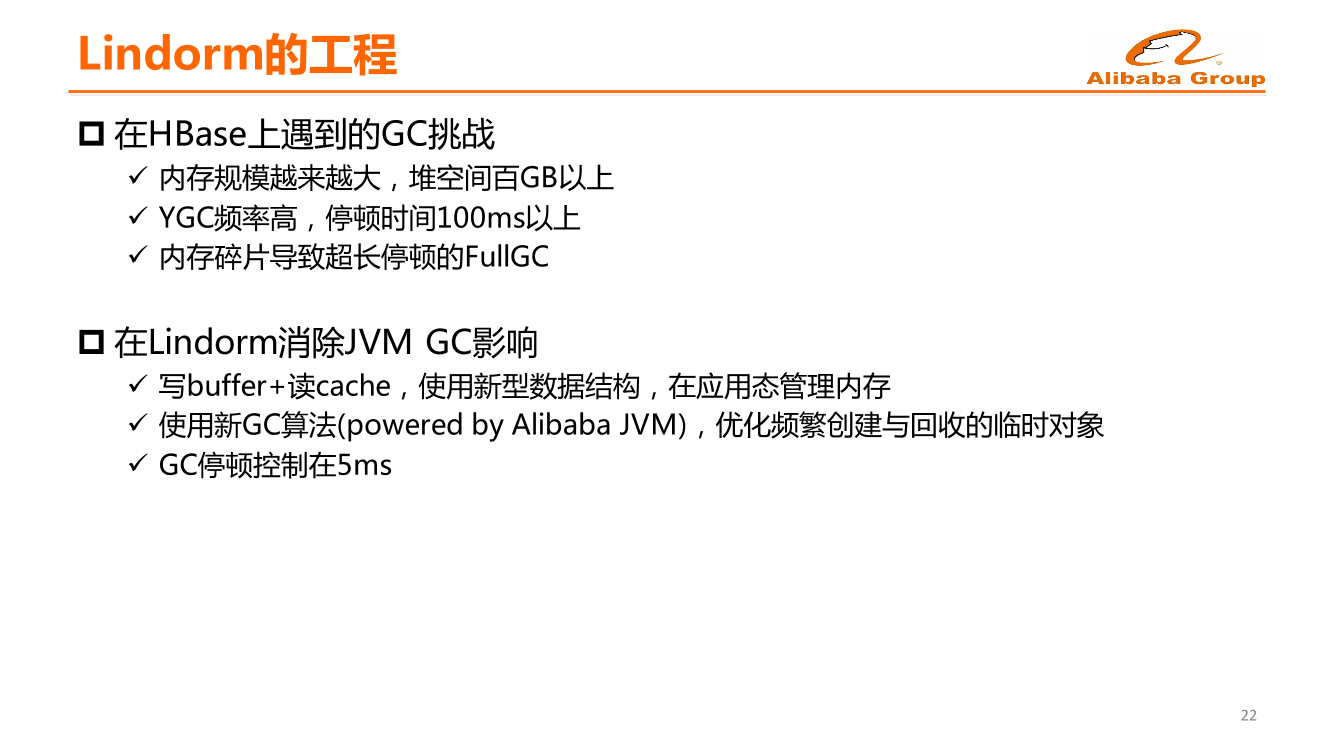 Lindorm的工程
Alibaba Group
在HBase上遇到的GC挑战
✓ 内存规模越来越大，堆空间百GB以上
✓ YGC频率高，停顿时间100ms以上
✓ 内存碎片导致超长停顿的FullGC
在Lindorm消除JVM GC影响
✓ 写buffer+读cache，使用新型数据结构，在应用态管理内存
✓ 使用新GC算法(powered by Alibaba JVM)，优化频繁创建与回收的临时对象
✓ GC停顿控制在5ms
22